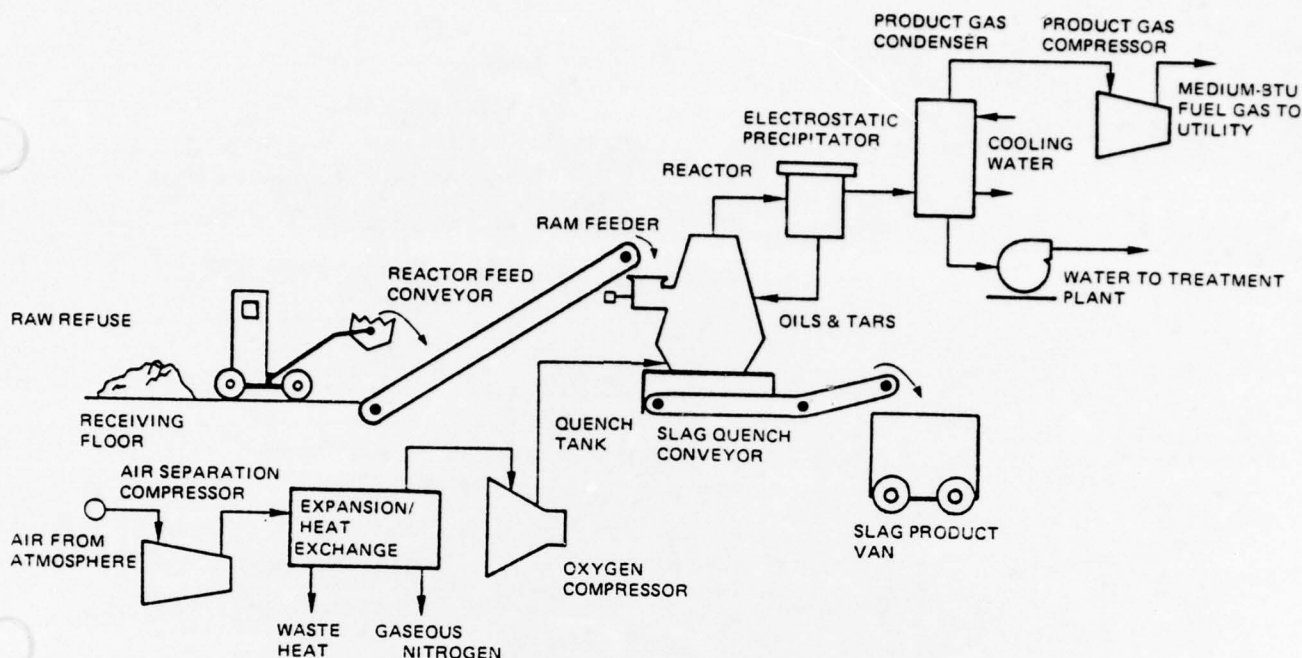 PRODUCT GAS
CONDENSER
PRODUCT GAS
COMPRESSOR
MEDIUM-BTU
FUEL GAS TO
UTILITY
ELECTROSTATIC
PRECIPITATOR
COOLING
WATER
REACTOR
RAM FEEDER
REACTOR FEED
CONVEYOR
WATER TO TREATMENT
PLANT
RAW REFUSE
OILS & TARS
RECEIVING
FLOOR
QUENCH
TANK
SLAG QUENCH
CONVEYOR
AIR SEPARATION
COMPRESSOR
EXPANSION/
HEAT
EXCHANGE
SLAG PRODUCT
VAN
AIR FROM
ATMOSPHERE
OXYGEN
COMPRESSOR
WASTE
HEAT
GASEOUS
NITROGEN